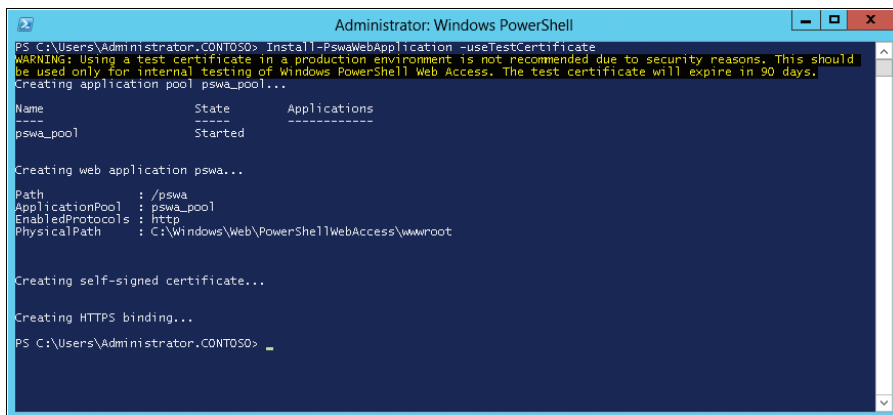 Administrator: Windows PowerShell
PS C:\Users\Administrator.CONTOSO> Install-PswaWebApplication -useTestCertificate
WARNING: Using a test certificate in a production environment is not recommended due to security reasons. This should
be used only for internal testing of Windows PowerShell Web Access. The test certificate will expire in 90 days.
Creating application pool pswa_pool...
Name State Applications
---- ----- ------------
pswa_pool Started
Creating web application pswa...
Path : /pswa
ApplicationPool : pswa_pool
EnabledProtocols : http
PhysicalPath : C:\Windows\Web\PowerShellWebAccess\wwwroot
Creating self-signed certificate...
Creating HTTPS binding...
PS C:\Users\Administrator.CONTOSO> _